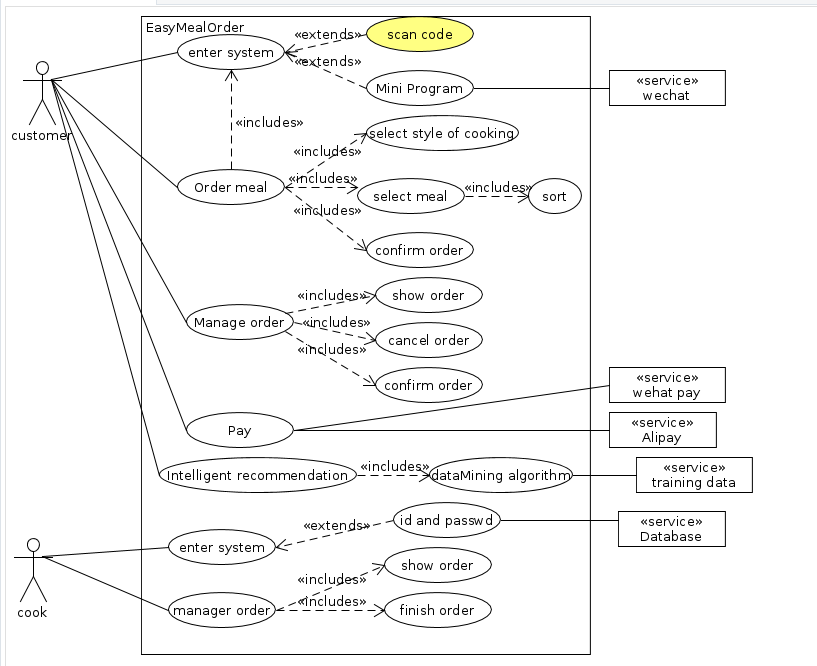 EasyMealOrder
enter system
«extends»
scan code
«extends»
Mini Program
«service»
wechat
customer
«includes»
«includes»
select style of cooking
Order meal
«includes»
select meal
«includes»
sort
«includes»
confirm order
Manage order
«includes»
show order
«includes»
cancel order
«includes»
confirm order
«service»
wehat pay
Pay
«service»
Alipay
Intelligent recommendation
«includes»
dataMining algorithm
«service»
training data
enter system
«extends»
id and passwd
«service»
Database
cook
manager order
«includes»
show order
«includes»
finish order